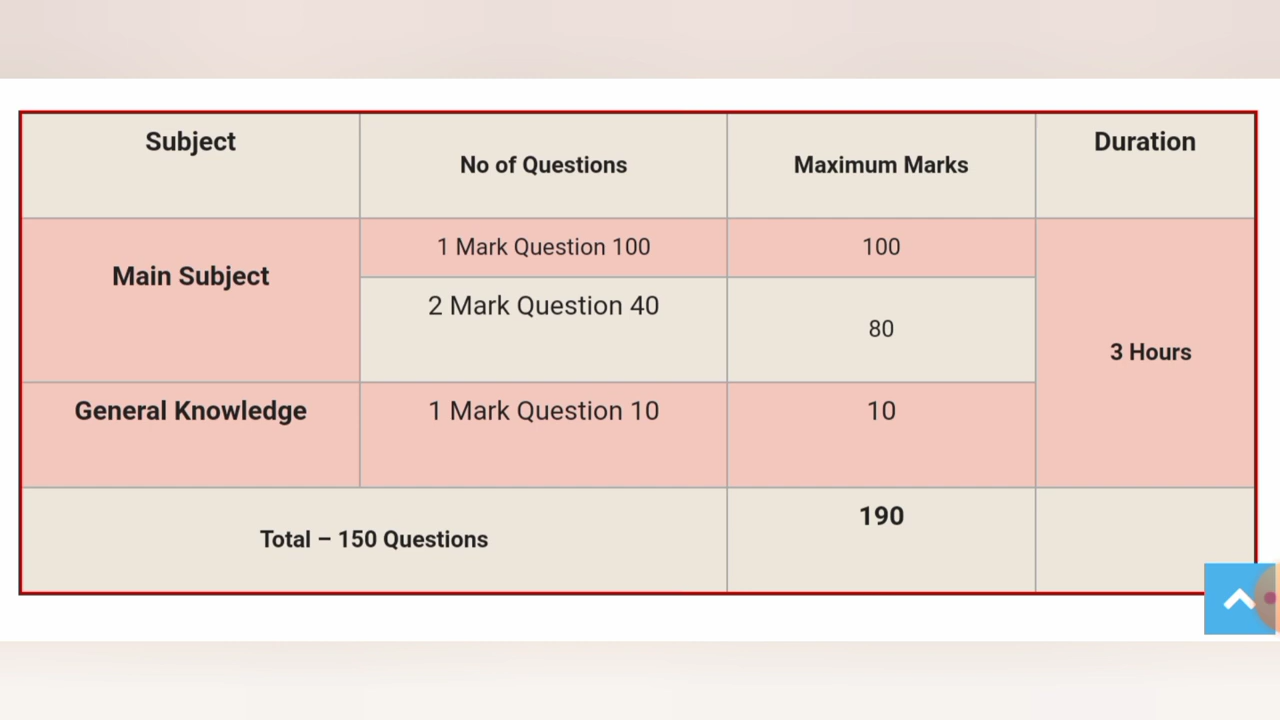 Subject
No of Questions
Maximum Marks
Duration
Main Subject
1 Mark Question 100
100
3 Hours
2 Mark Question 40
80
General Knowledge
1 Mark Question 10
10
Total – 150 Questions
190